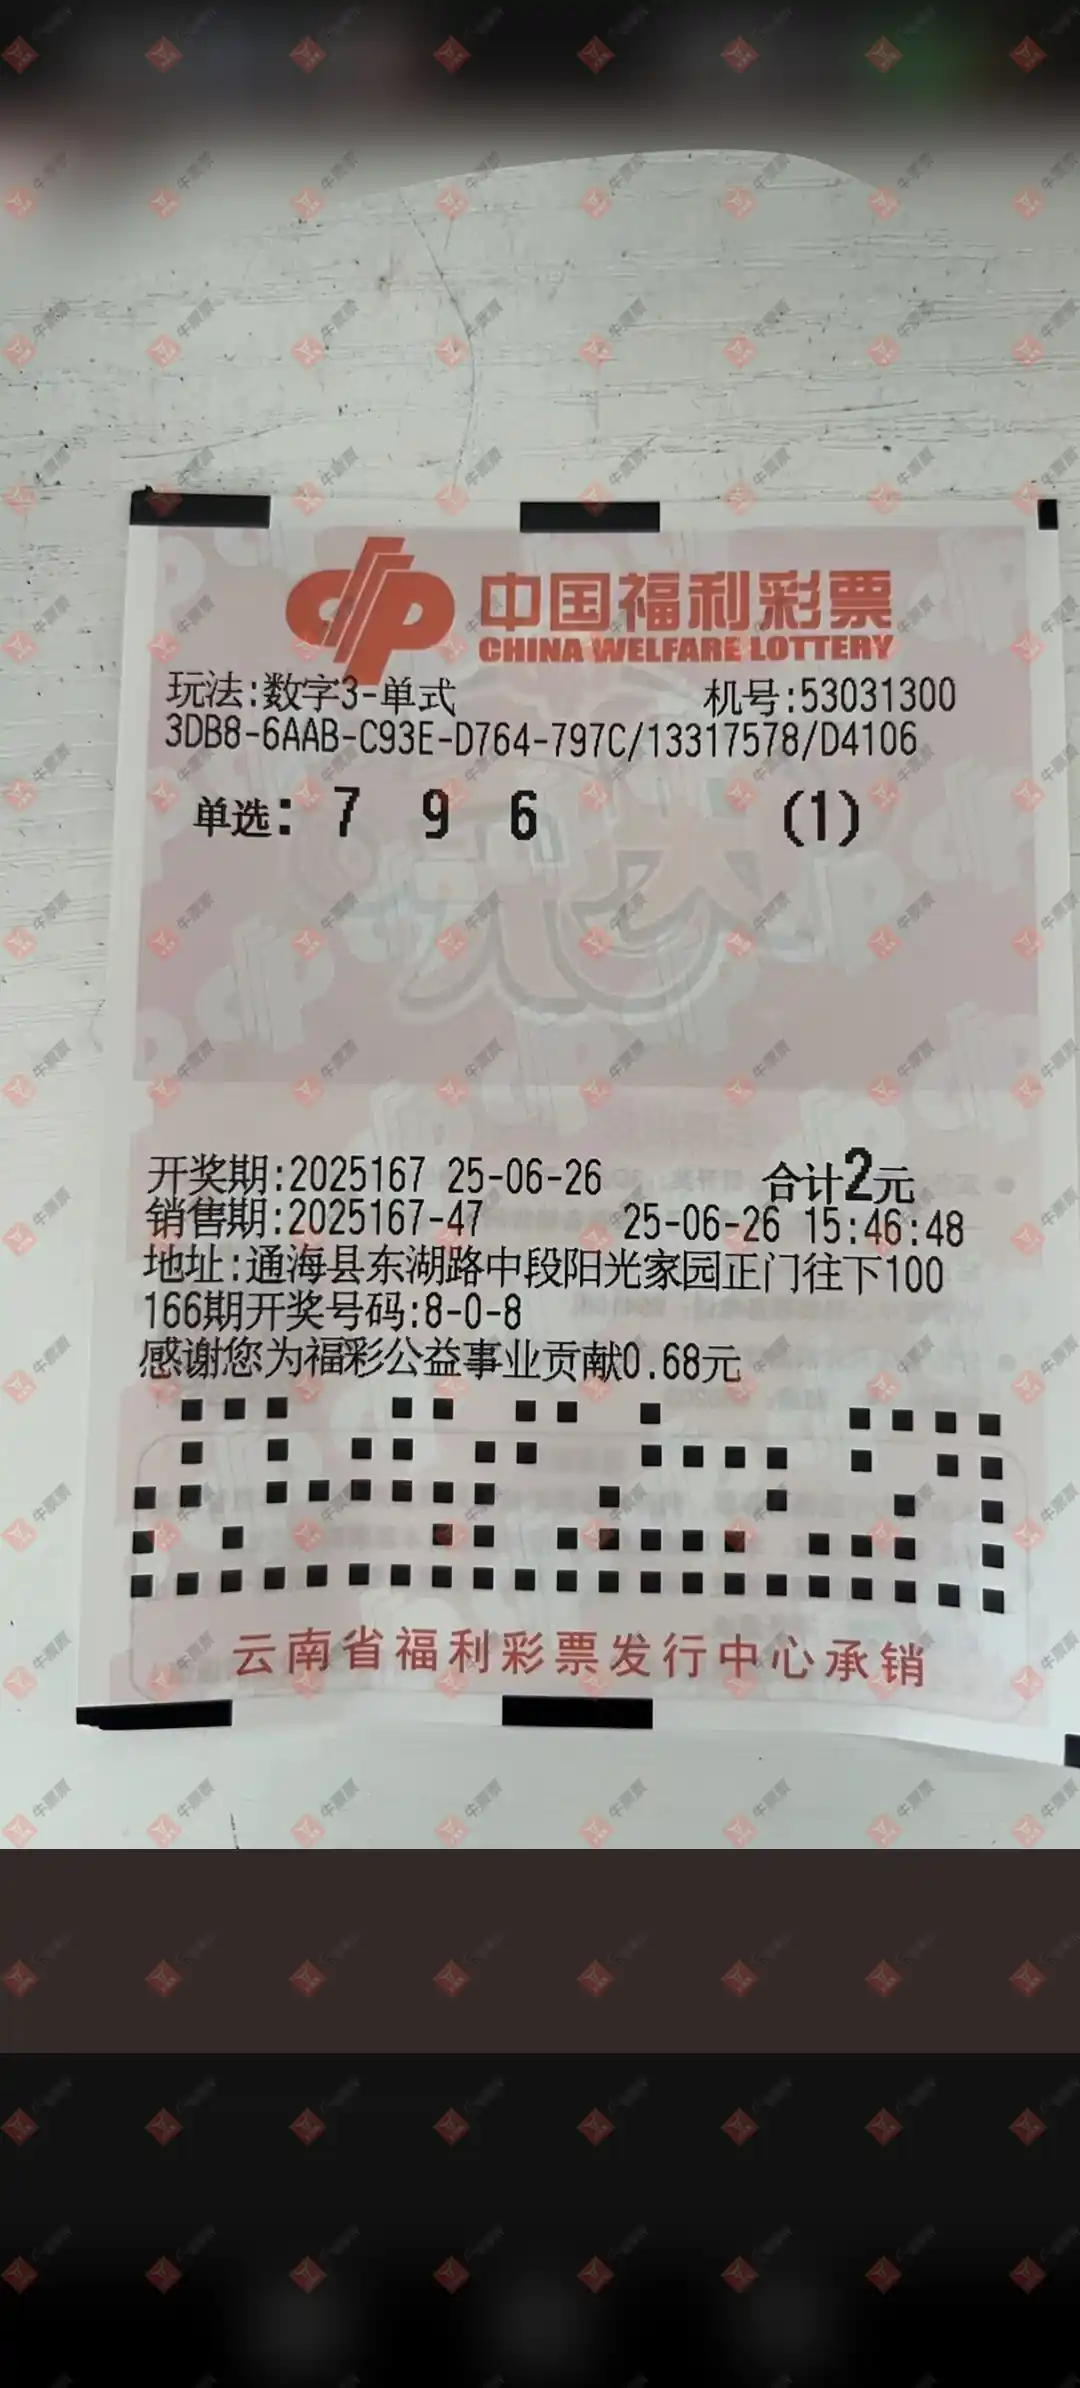 中国福利彩票
CHINA WELFARE LOTTERY
玩法:数字3-单式 机号:53031300
3DB8-6AAB-C93E-D764-797C/13317578/D4106
单选: 7 9 6 (1)
开奖期:2025167 25-06-26 合计2元
销售期:2025167-47 25-06-26 15:46:48
地址:通海县东湖路中段阳光家园正门往下100
166期开奖号码:8-0-8
感谢您为福彩公益事业贡献0.68元
云南省福利彩票发行中心承销
牛票票